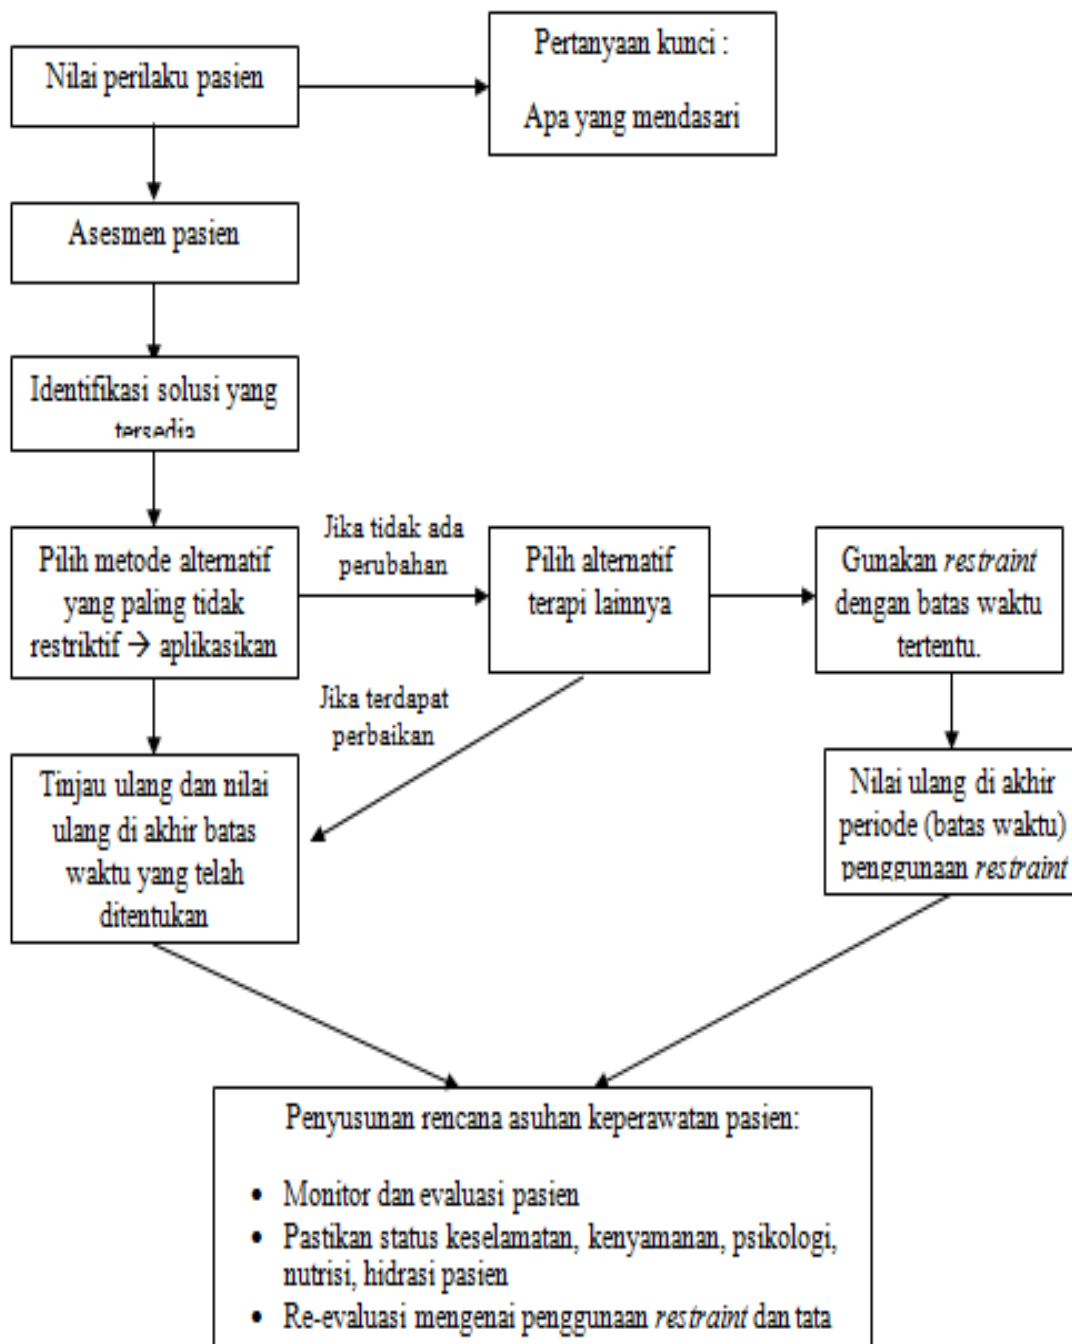 Nilai perilaku pasien
Pertanyaan kunci :
Apa yang mendasari
Asesmen pasien
Identifikasi solusi yang
tersedia
Pilih metode alternatif
yang paling tidak
restriktif → aplikasikan
Jika tidak ada
perubahan
Pilih alternatif
terapi lainnya
Gunakan restraint
dengan batas waktu
tertentu.
Jika terdapat
perbaikan
Tinjau ulang dan nilai
ulang di akhir batas
waktu yang telah
ditentukan
Nilai ulang di akhir
periode (batas waktu)
penggunaan restraint
Penyusunan rencana asuhan keperawatan pasien:
• Monitor dan evaluasi pasien
• Pastikan status keselamatan, kenyamanan, psikologi,
nutrisi, hidrasi pasien
• Re-evaluasi mengenai penggunaan restraint dan tata